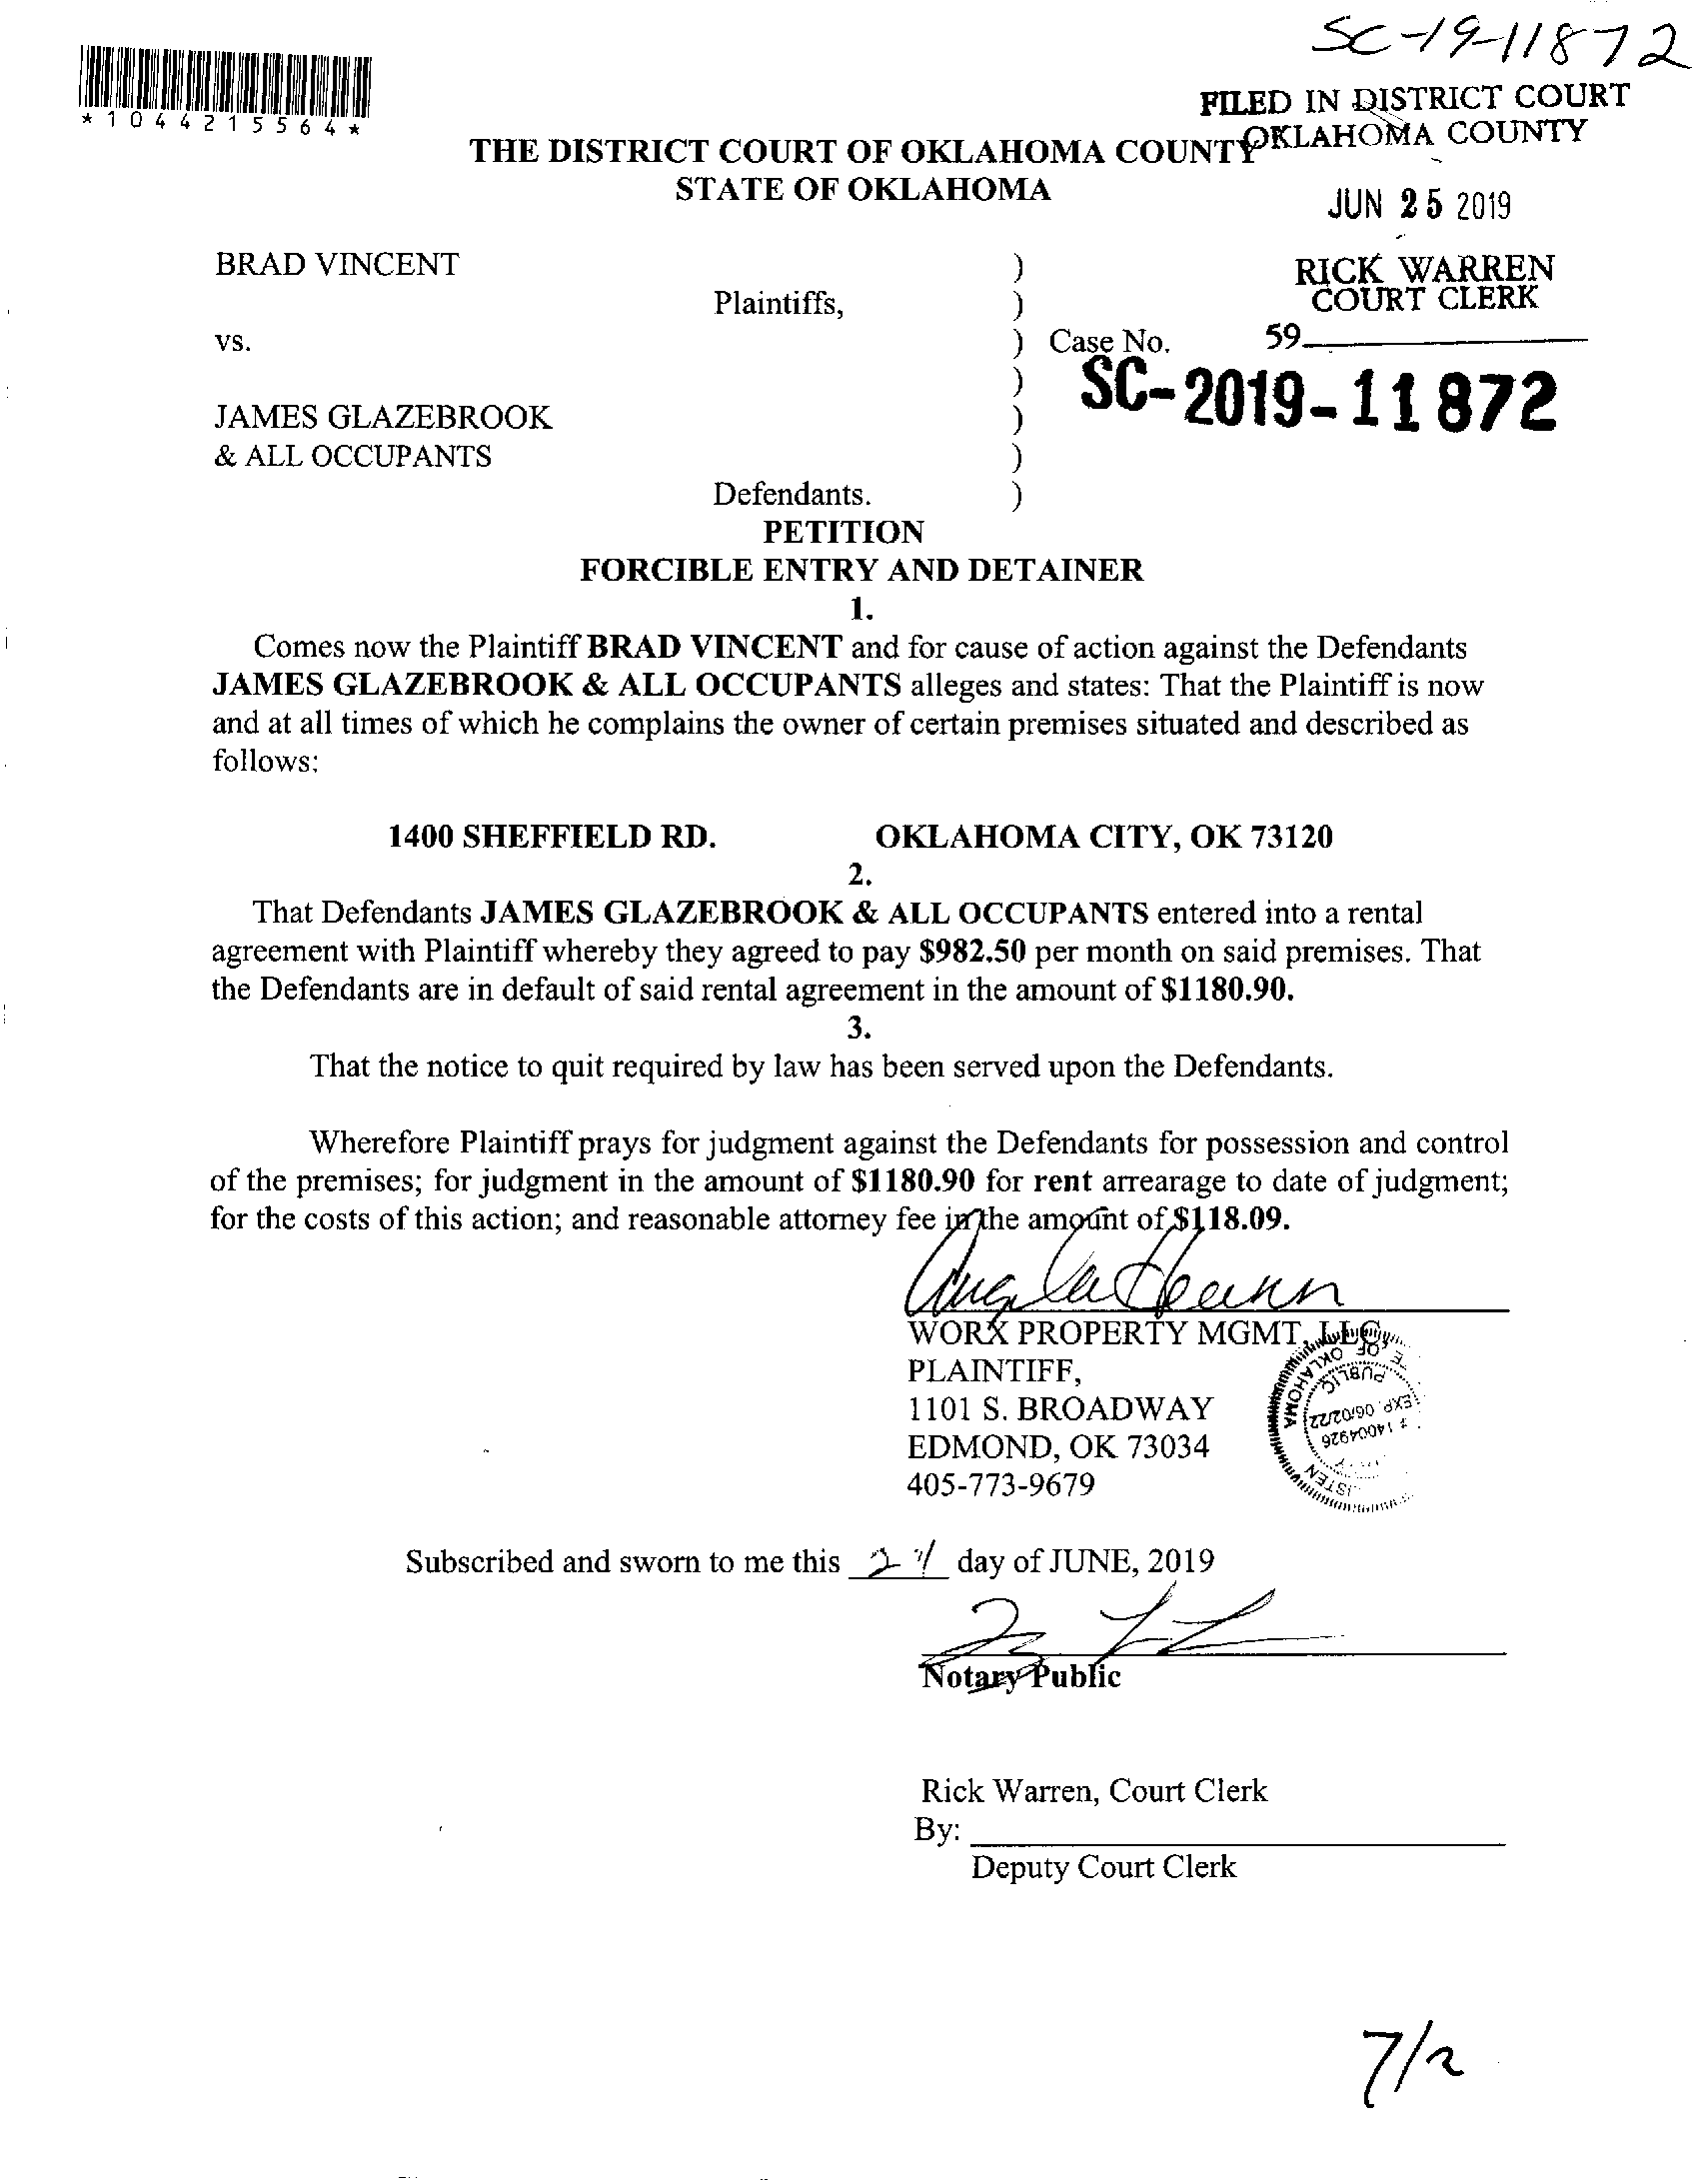 SC-19-11872
*1044215564*
FILED IN DISTRICT COURT
OKLAHOMA COUNTY
THE DISTRICT COURT OF OKLAHOMA COUNTY
STATE OF OKLAHOMA
JUN 25 2019
BRAD VINCENT )
RICK WARREN
COURT CLERK
Plaintiffs, )
vs. ) Case No. 59
) SC-2019-11872
JAMES GLAZEBROOK )
& ALL OCCUPANTS )
Defendants. )
PETITION
FORCIBLE ENTRY AND DETAINER
1.
Comes now the Plaintiff BRAD VINCENT and for cause of action against the Defendants
JAMES GLAZEBROOK & ALL OCCUPANTS alleges and states: That the Plaintiff is now
and at all times of which he complains the owner of certain premises situated and described as
follows:
1400 SHEFFIELD RD. OKLAHOMA CITY, OK 73120
2.
That Defendants JAMES GLAZEBROOK & ALL OCCUPANTS entered into a rental
agreement with Plaintiff whereby they agreed to pay $982.50 per month on said premises. That
the Defendants are in default of said rental agreement in the amount of $1180.90.
3.
That the notice to quit required by law has been served upon the Defendants.
Wherefore Plaintiff prays for judgment against the Defendants for possession and control
of the premises; for judgment in the amount of $1180.90 for rent arrearage to date of judgment;
for the costs of this action; and reasonable attorney fee in the amount of $118.09.
WORX PROPERTY MGMT, LLC,
PLAINTIFF,
1101 S. BROADWAY
EDMOND, OK 73034
405-773-9679
OF OKLAHOMA
PUBLIC
# 14004926
EXP. 06/02/22
Subscribed and sworn to me this 24 day of JUNE, 2019
Notary Public
Rick Warren, Court Clerk
By:
Deputy Court Clerk
7/2